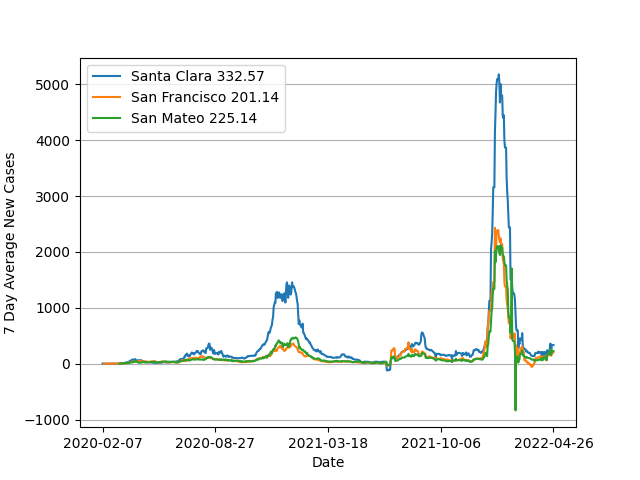 Santa Clara 332.57
San Francisco 201.14
San Mateo 225.14
7 Day Average New Cases
5000
4000
3000
2000
1000
0
−1000
2020-02-07
2020-08-27
2021-03-18
2021-10-06
2022-04-26
Date